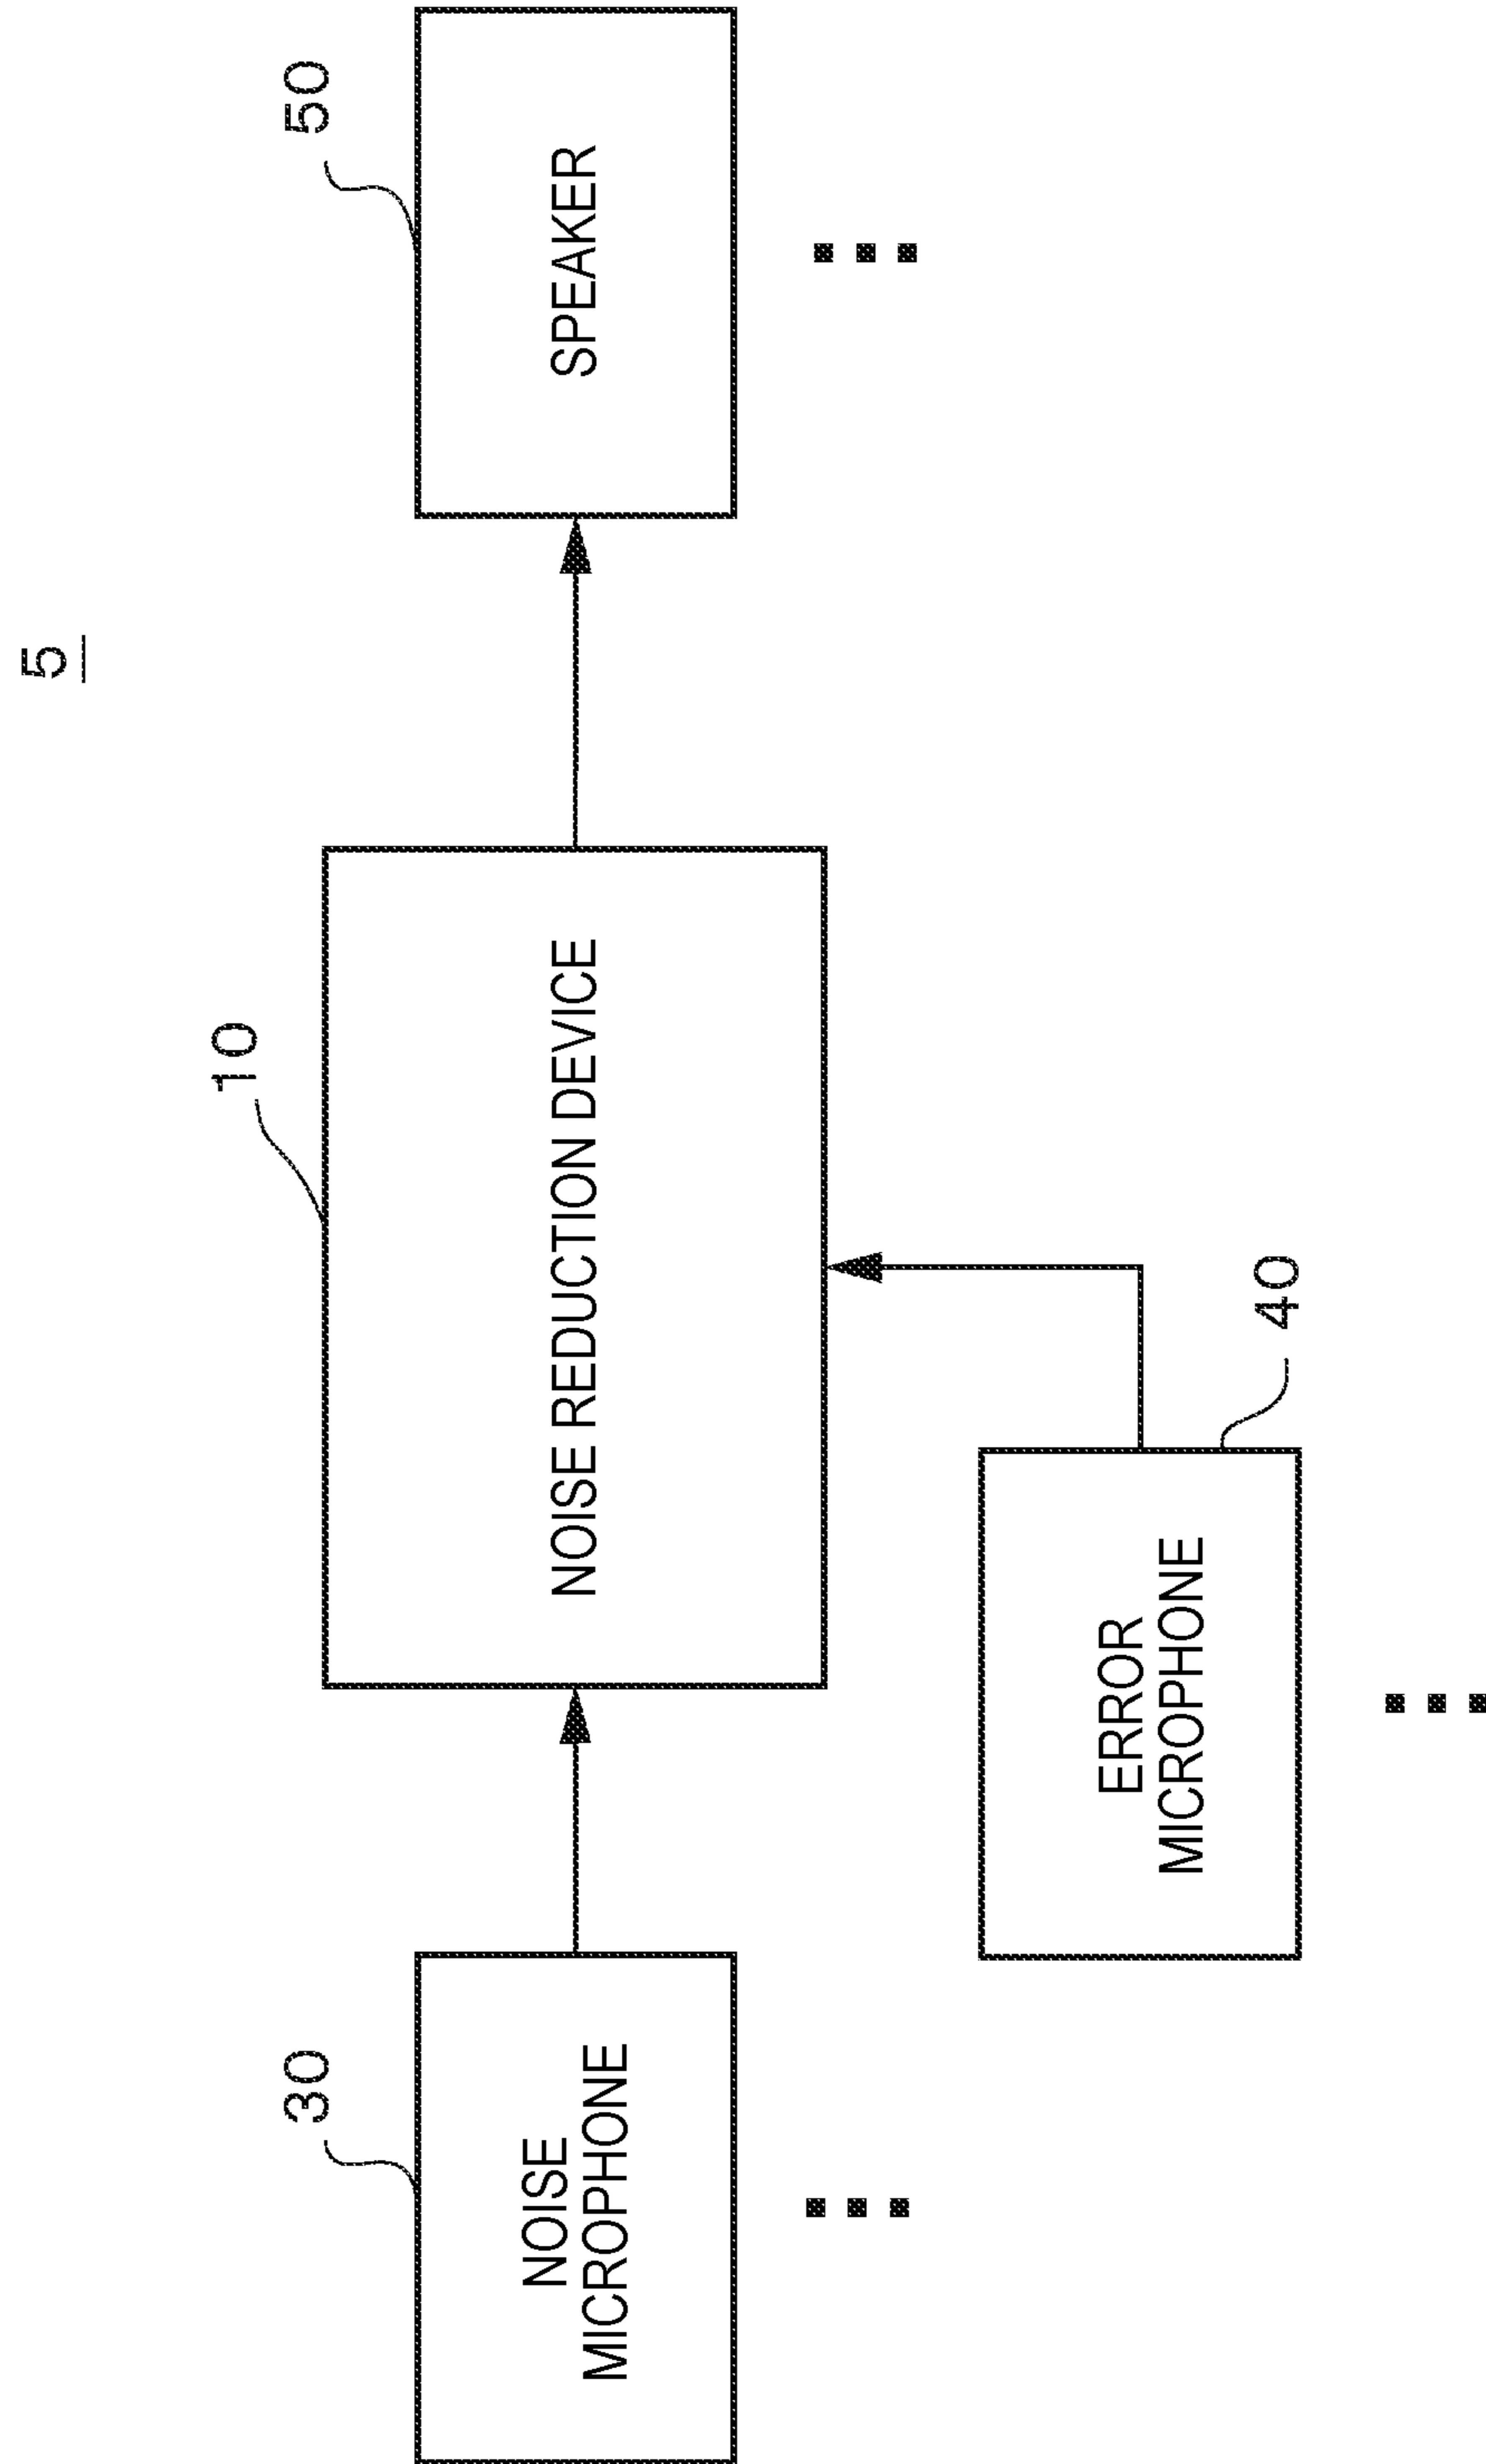 5
30
NOISE
MICROPHONE
10
NOISE REDUCTION DEVICE
50
SPEAKER
ERROR
MICROPHONE
40